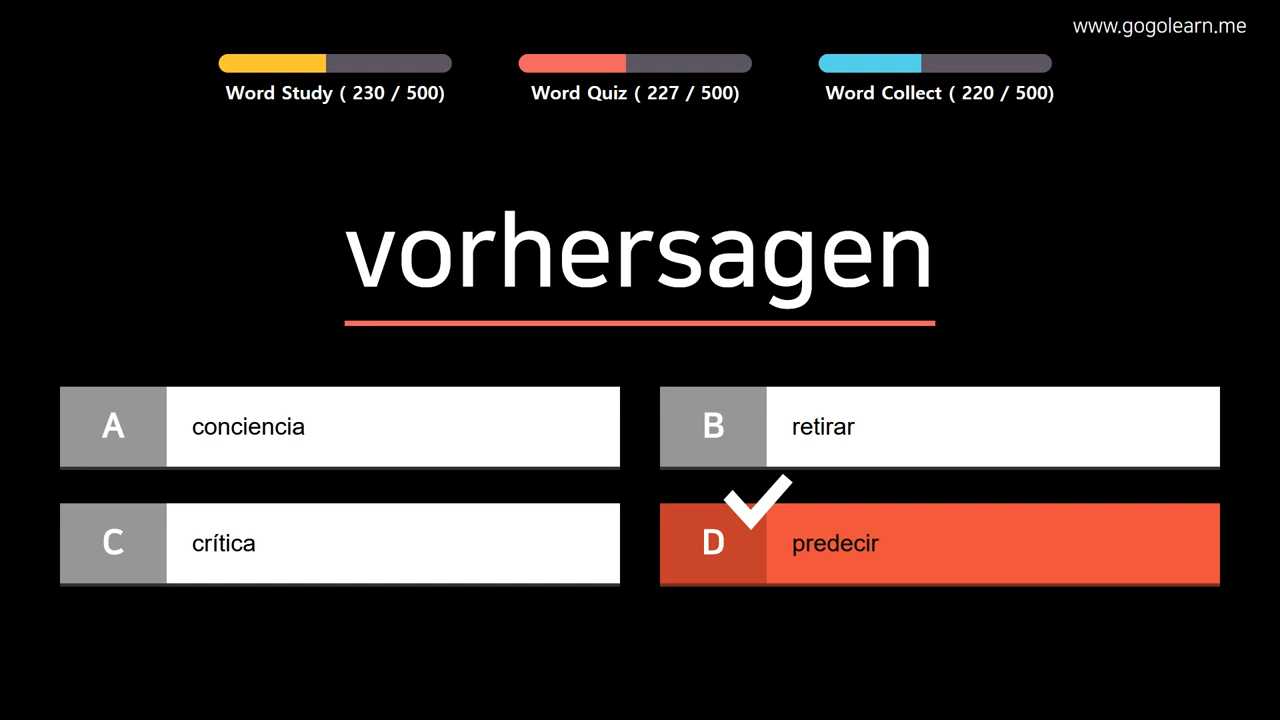 www.gogolearn.me
Word Study ( 230 / 500)
Word Quiz ( 227 / 500)
Word Collect ( 220 / 500)
vorhersagen
A conciencia
B retirar
C crítica
D predecir